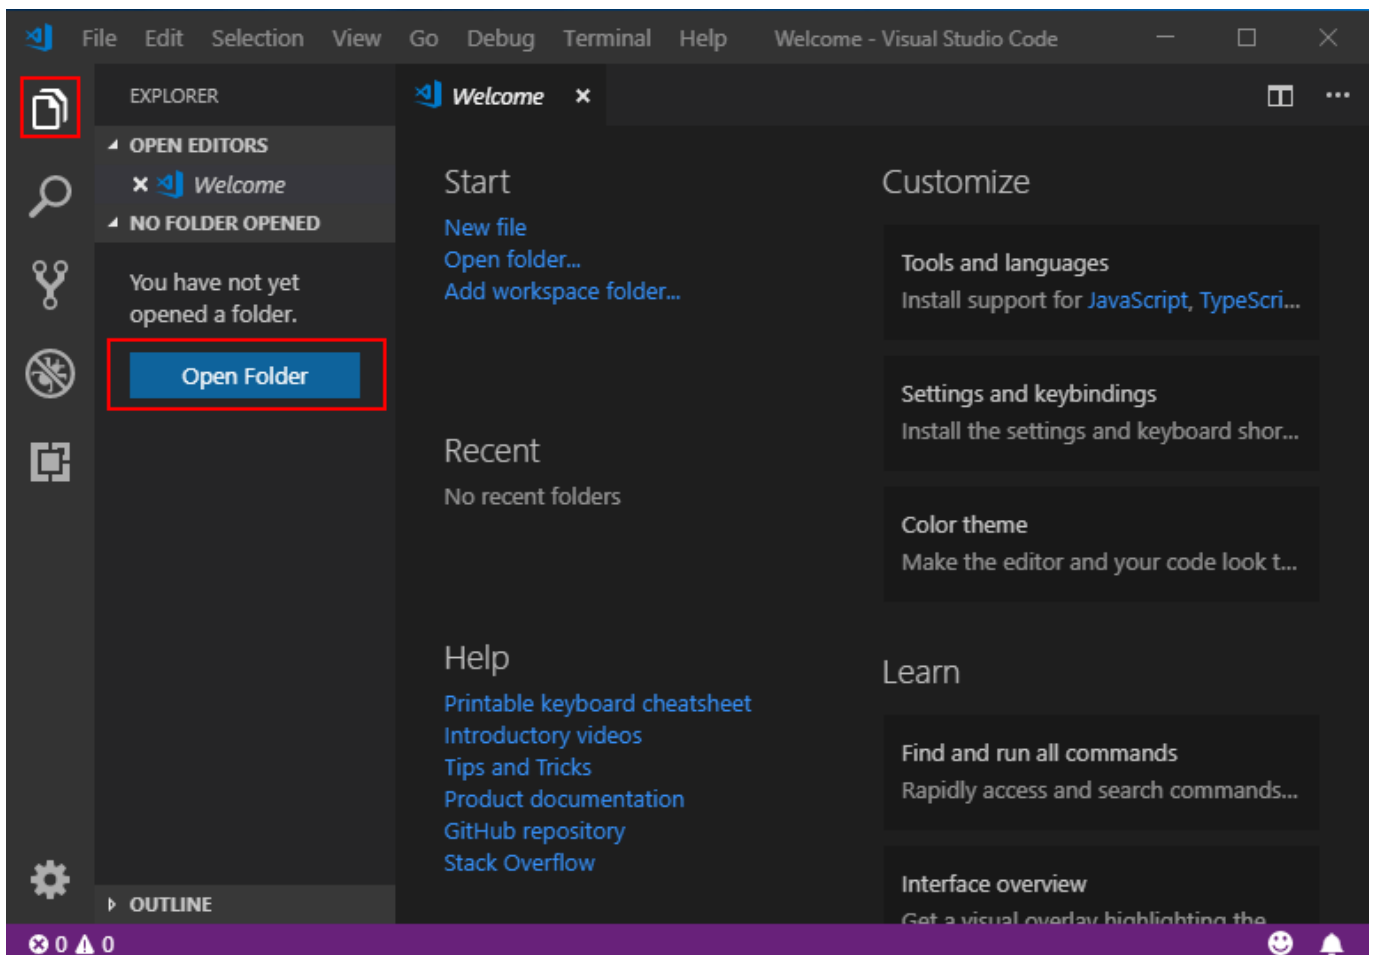 File Edit Selection View Go Debug Terminal Help Welcome - Visual Studio Code
EXPLORER
OPEN EDITORS
Welcome
NO FOLDER OPENED
You have not yet
opened a folder.
Open Folder
OUTLINE
Welcome
Start
New file
Open folder...
Add workspace folder...
Recent
No recent folders
Help
Printable keyboard cheatsheet
Introductory videos
Tips and Tricks
Product documentation
GitHub repository
Stack Overflow
Customize
Tools and languages
Install support for JavaScript, TypeScri...
Settings and keybindings
Install the settings and keyboard shor...
Color theme
Make the editor and your code look t...
Learn
Find and run all commands
Rapidly access and search commands...
Interface overview
Get a visual overlay highlighting the
0 0